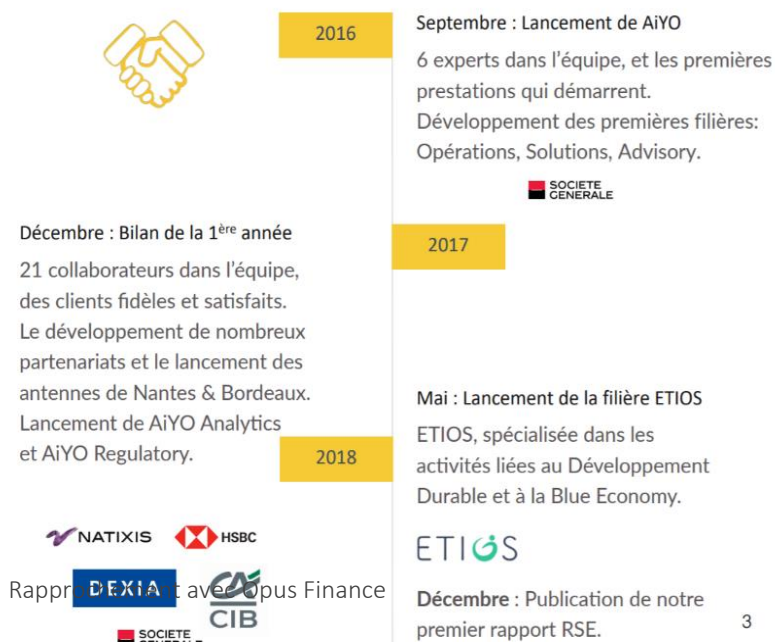 2016
Septembre : Lancement de AiYO
6 experts dans l'équipe, et les premières
prestations qui démarrent.
Développement des premières filières:
Opérations, Solutions, Advisory.
SOCIETE
GENERALE
2017
Décembre : Bilan de la 1ère année
21 collaborateurs dans l'équipe,
des clients fidèles et satisfaits.
Le développement de nombreux
partenariats et le lancement des
antennes de Nantes & Bordeaux.
Lancement de AiYO Analytics
et AiYO Regulatory.
2018
Mai : Lancement de la filière ETIOS
ETIOS, spécialisée dans les
activités liées au Développement
Durable et à la Blue Economy.
ETIOS
Décembre : Publication de notre
premier rapport RSE.
NATIXIS
HSBC
DEXIA
CA
CIB
avec Opus Finance
SOCIETE
GENERALE
3